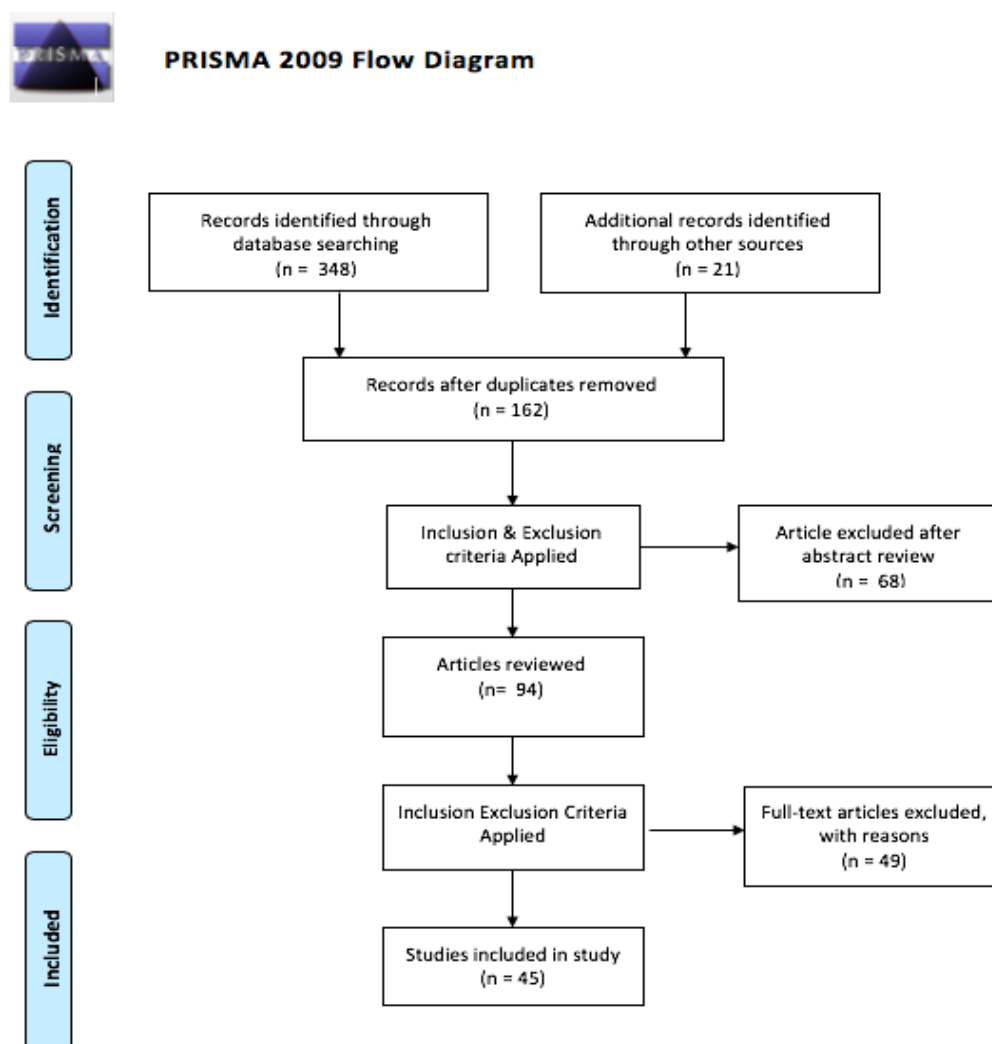 PRISMA
PRISMA 2009 Flow Diagram
Identification
Records identified through
database searching
(n = 348)
Additional records identified
through other sources
(n = 21)
Records after duplicates removed
(n = 162)
Screening
Inclusion & Exclusion
criteria Applied
Article excluded after
abstract review
(n = 68)
Eligibility
Articles reviewed
(n= 94)
Inclusion Exclusion Criteria
Applied
Full-text articles excluded,
with reasons
(n = 49)
Included
Studies included in study
(n = 45)